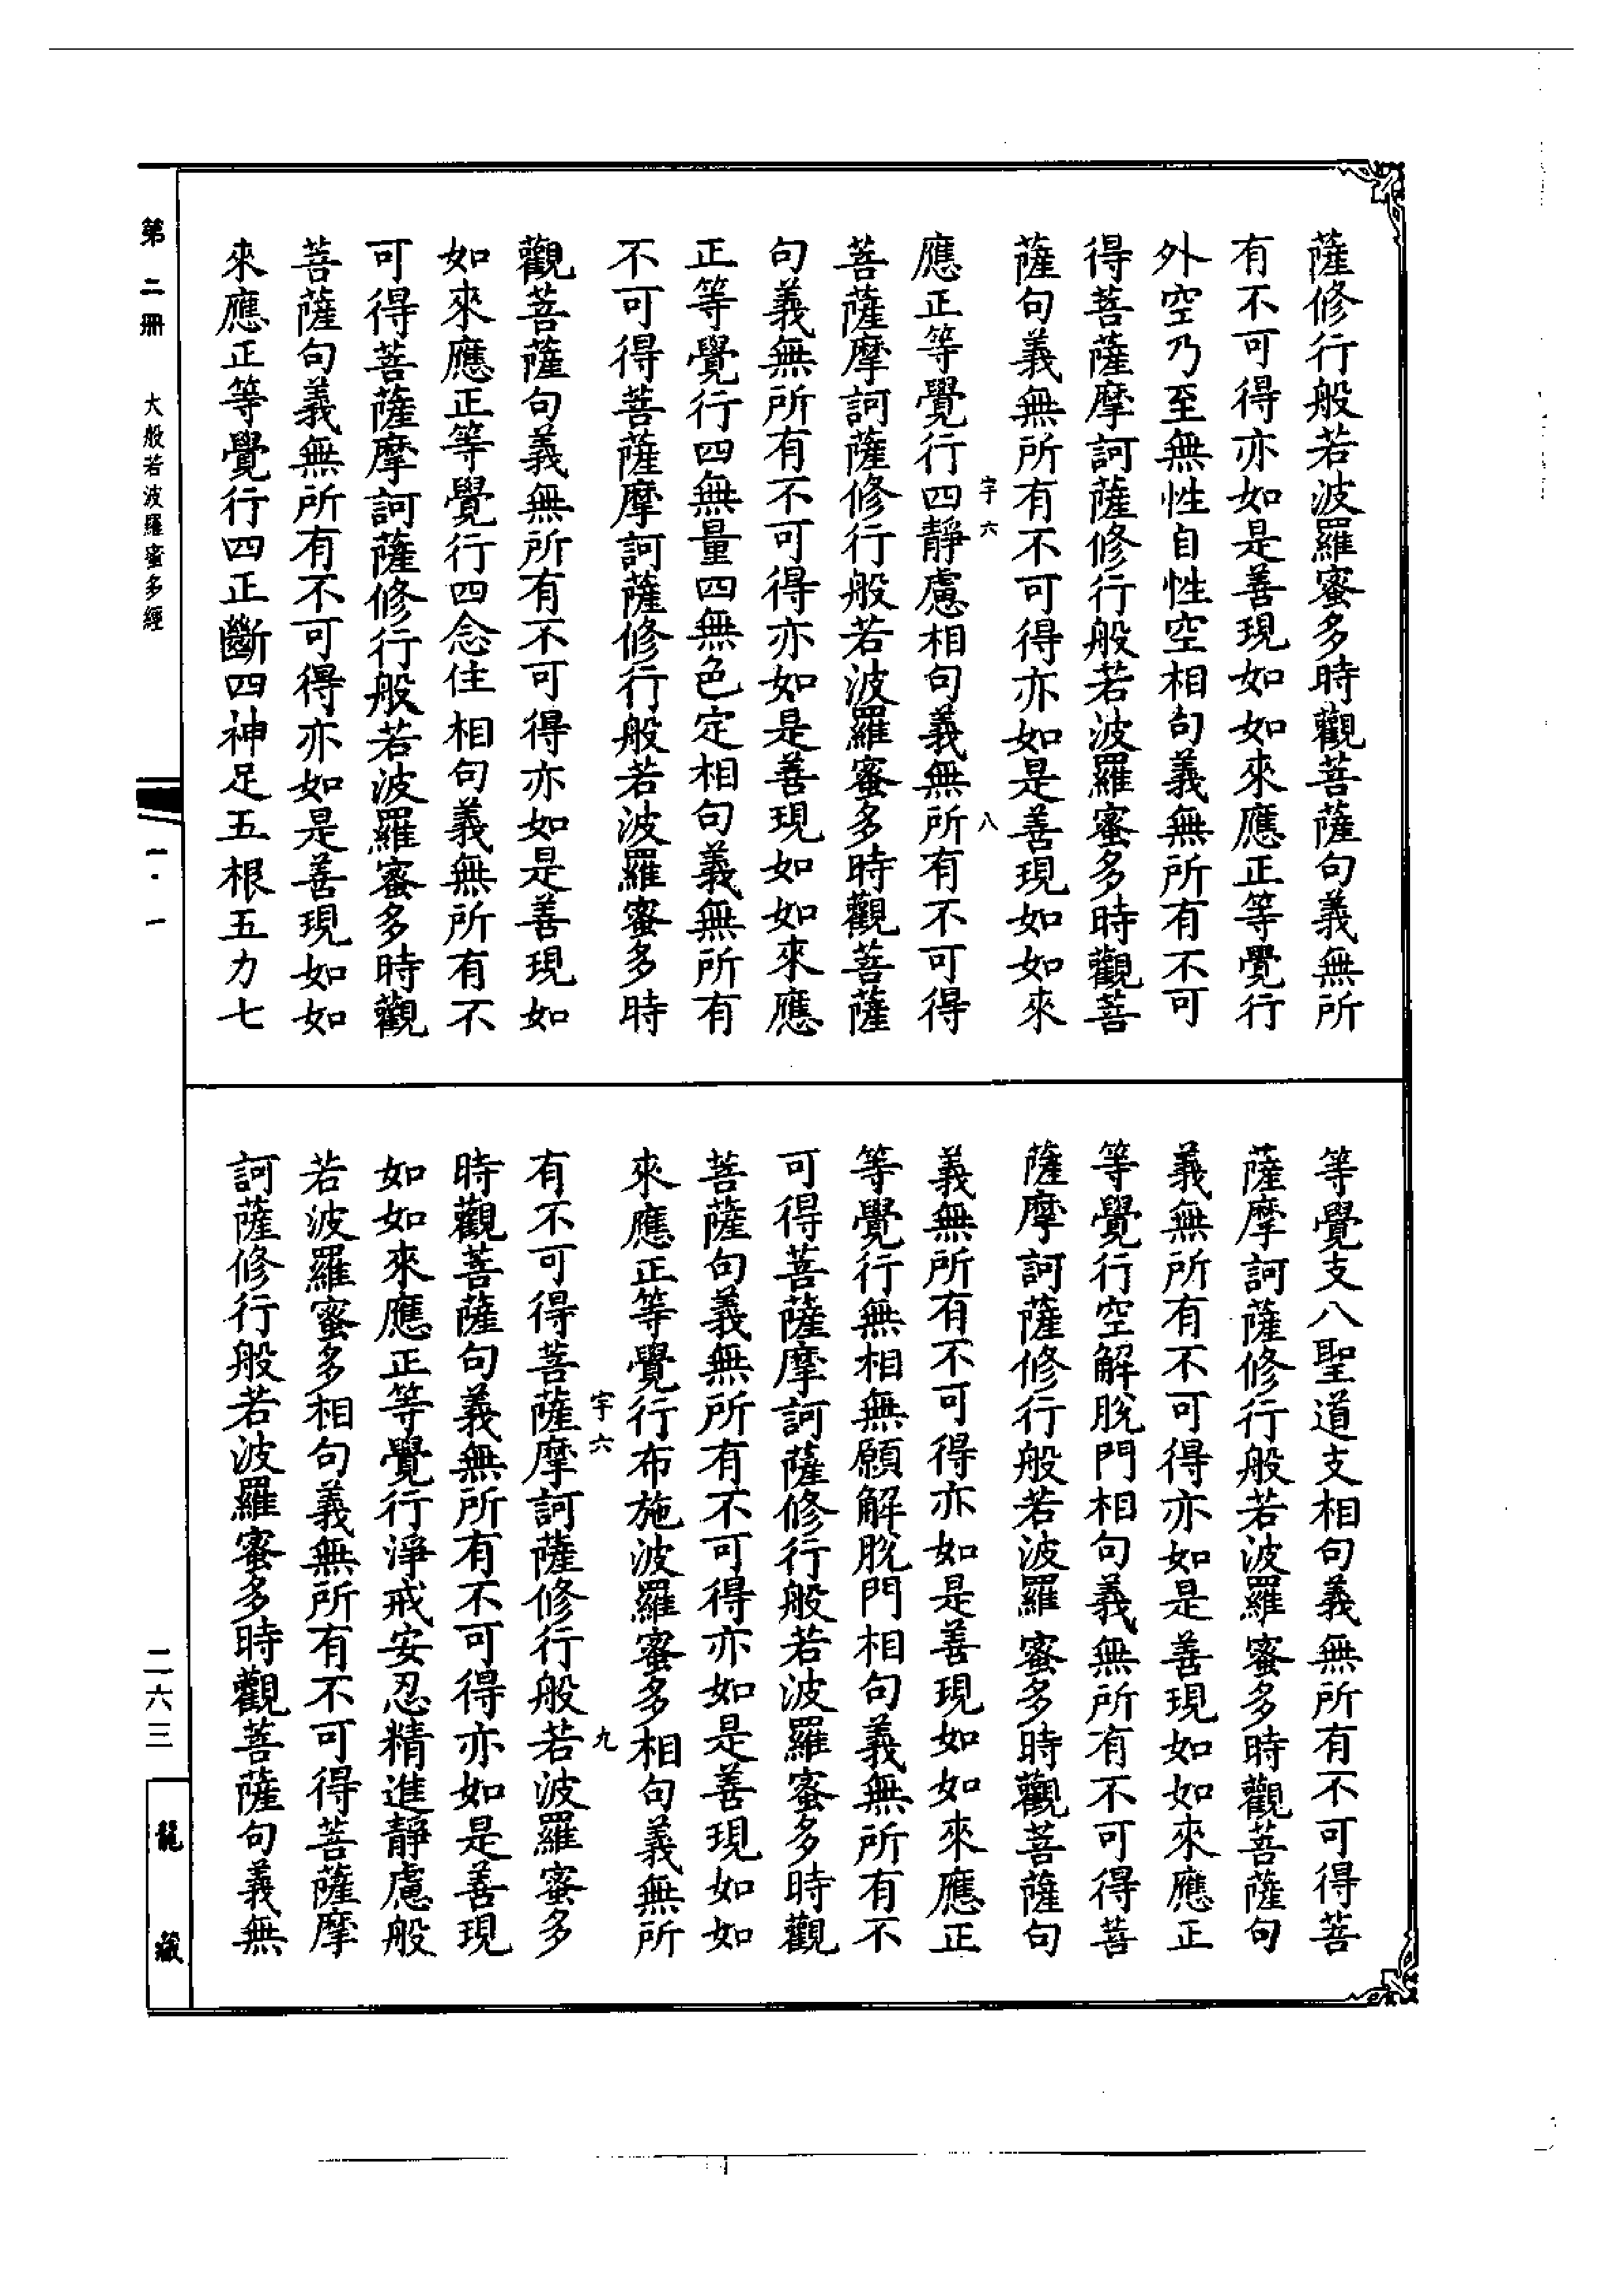 薩修行般若波羅蜜多時觀菩薩句義無所
有不可得亦如是善現如如來應正等覺行
外空乃至無性自性空相句義無所有不可
得菩薩摩訶薩修行般若波羅蜜多時觀菩
薩句義無所有不可得亦如是善現如如來
宇六 八
應正等覺行四靜慮相句義無所有不可得
菩薩摩訶薩修行般若波羅蜜多時觀菩薩
句義無所有不可得亦如是善現如如來應
正等覺行四無量四無色定相句義無所有
不可得菩薩摩訶薩修行般若波羅蜜多時
觀菩薩句義無所有不可得亦如是善現如
如來應正等覺行四念住相句義無所有不
可得菩薩摩訶薩修行般若波羅蜜多時觀
菩薩句義無所有不可得亦如是善現如如
來應正等覺行四正斷四神足五根五力七
等覺支八聖道支相句義無所有不可得菩
薩摩訶薩修行般若波羅蜜多時觀菩薩句
義無所有不可得亦如是善現如如來應正
等覺行空解脫門相句義無所有不可得菩
薩摩訶薩修行般若波羅蜜多時觀菩薩句
義無所有不可得亦如是善現如如來應正
等覺行無相無願解脫門相句義無所有不
可得菩薩摩訶薩修行般若波羅蜜多時觀
菩薩句義無所有不可得亦如是善現如如
來應正等覺行布施波羅蜜多相句義無所
宇六 九
有不可得菩薩摩訶薩修行般若波羅蜜多
時觀菩薩句義無所有不可得亦如是善現
如如來應正等覺行淨戒安忍精進靜慮般
若波羅蜜多相句義無所有不可得菩薩摩
訶薩修行般若波羅蜜多時觀菩薩句義無
第二冊 大般若波羅蜜多經 二六三 龍藏